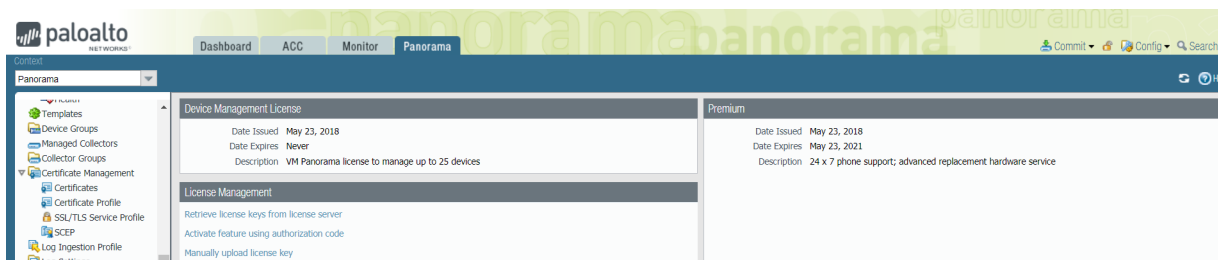 panorama panorama panorama
paloalto
NETWORKS
Dashboard ACC Monitor Panorama
Commit Config Search
Context
Panorama
Health
Templates
Device Groups
Managed Collectors
Collector Groups
Certificate Management
Certificates
Certificate Profile
SSL/TLS Service Profile
SCEP
Log Ingestion Profile
Device Management License
Date Issued May 23, 2018
Date Expires Never
Description VM Panorama license to manage up to 25 devices
License Management
Retrieve license keys from license server
Activate feature using authorization code
Manually upload license key
Premium
Date Issued May 23, 2018
Date Expires May 23, 2021
Description 24 x 7 phone support; advanced replacement hardware service